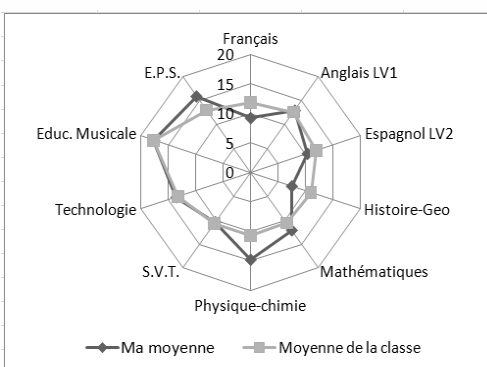 Français
20
E.P.S.
Anglais LV1
15
10
Educ. Musicale
Espagnol LV2
5
0
Technologie
Histoire-Geo
S.V.T.
Mathématiques
Physique-chimie
Ma moyenne
Moyenne de la classe